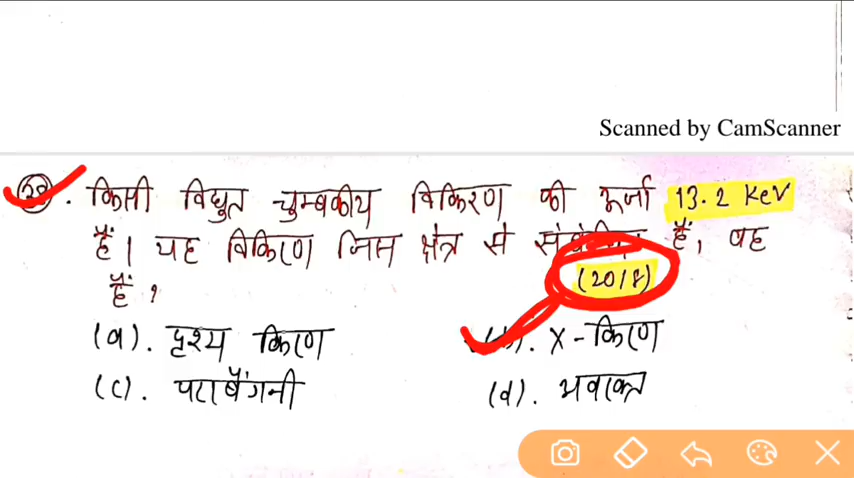 Scanned by CamScanner
किसी विद्युत चुम्बकीय विकिरण की ऊर्जा 13.2 KeV
हैं। यह विकिरण जिस क्षेत्र से हैं, वह
हैं ? (2018)
(a). दृश्य किरण (b). X-किरण
(c). पराबैंगनी (d). अवरक्त